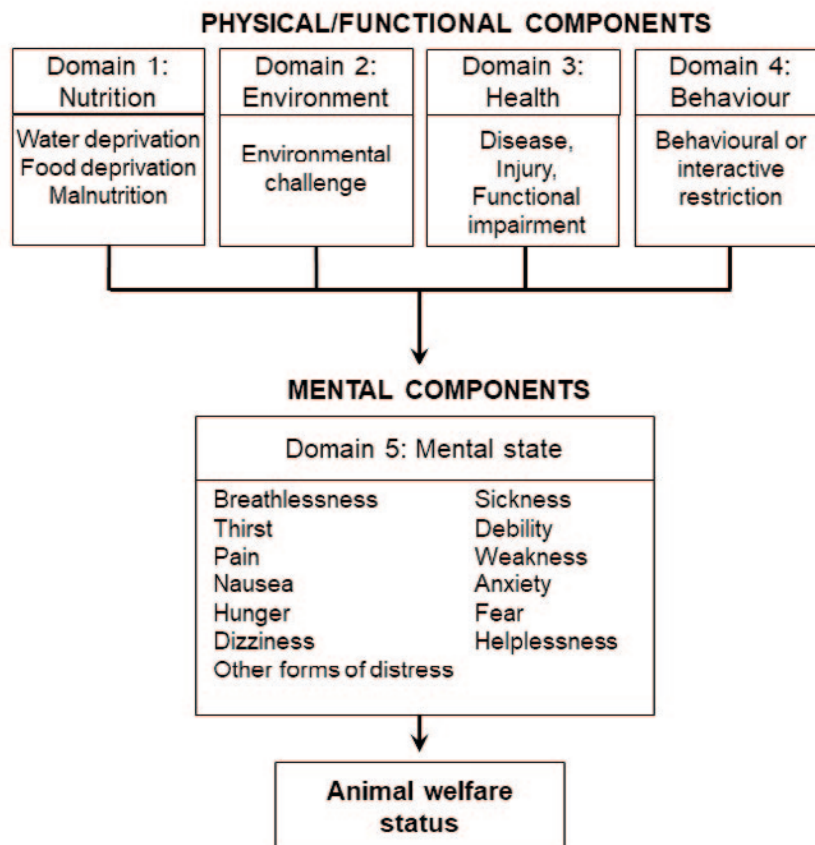 PHYSICAL/FUNCTIONAL COMPONENTS
Domain 1:
Nutrition
Water deprivation
Food deprivation
Malnutrition
Domain 2:
Environment
Environmental
challenge
Domain 3:
Health
Disease,
Injury,
Functional
impairment
Domain 4:
Behaviour
Behavioural or
interactive
restriction
MENTAL COMPONENTS
Domain 5: Mental state
Breathlessness
Thirst
Pain
Nausea
Hunger
Dizziness
Other forms of distress
Sickness
Debility
Weakness
Anxiety
Fear
Helplessness
Animal welfare
status